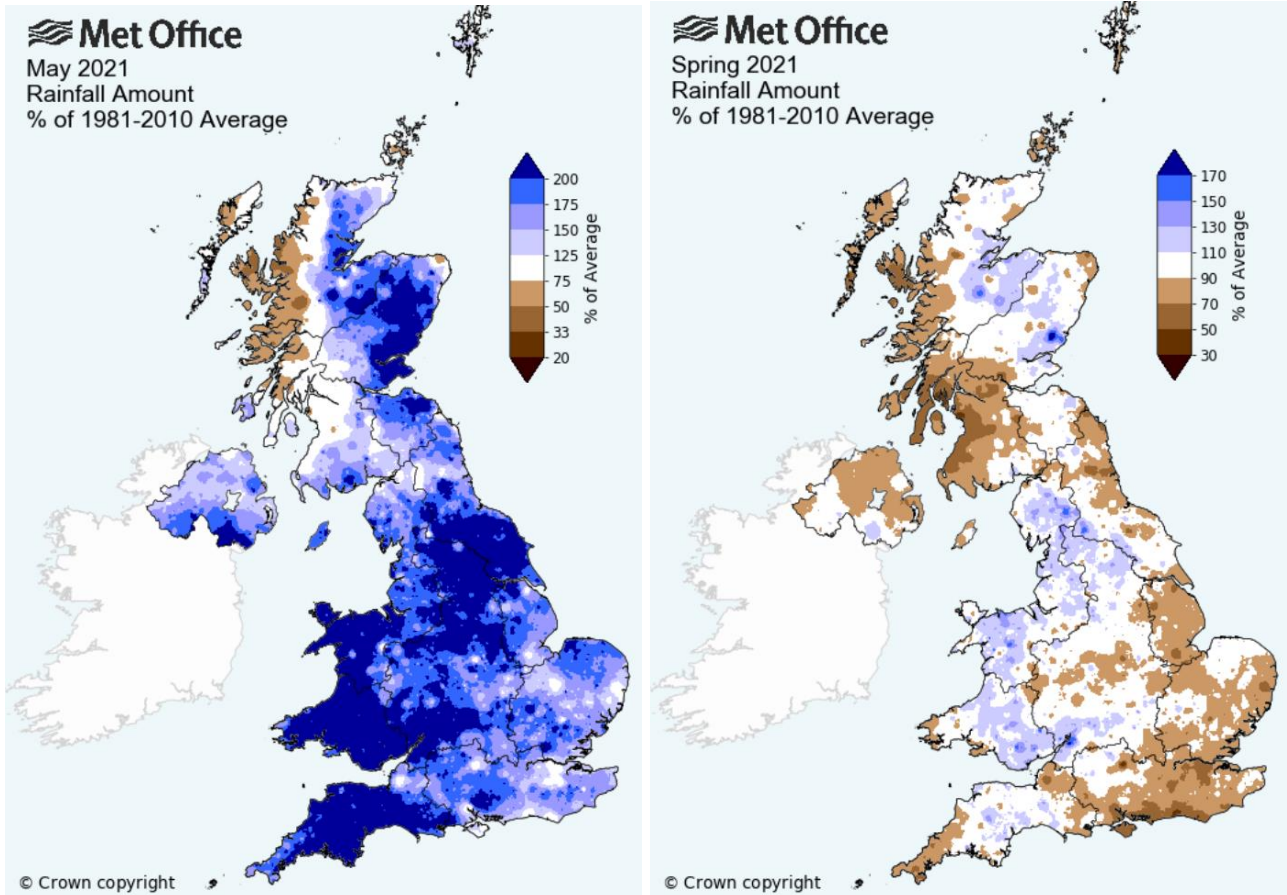 Met Office
May 2021
Rainfall Amount
% of 1981-2010 Average
200
175
150
125
75
50
33
20
% of Average
© Crown copyright
Met Office
Spring 2021
Rainfall Amount
% of 1981-2010 Average
170
150
130
110
90
70
50
30
% of Average
© Crown copyright